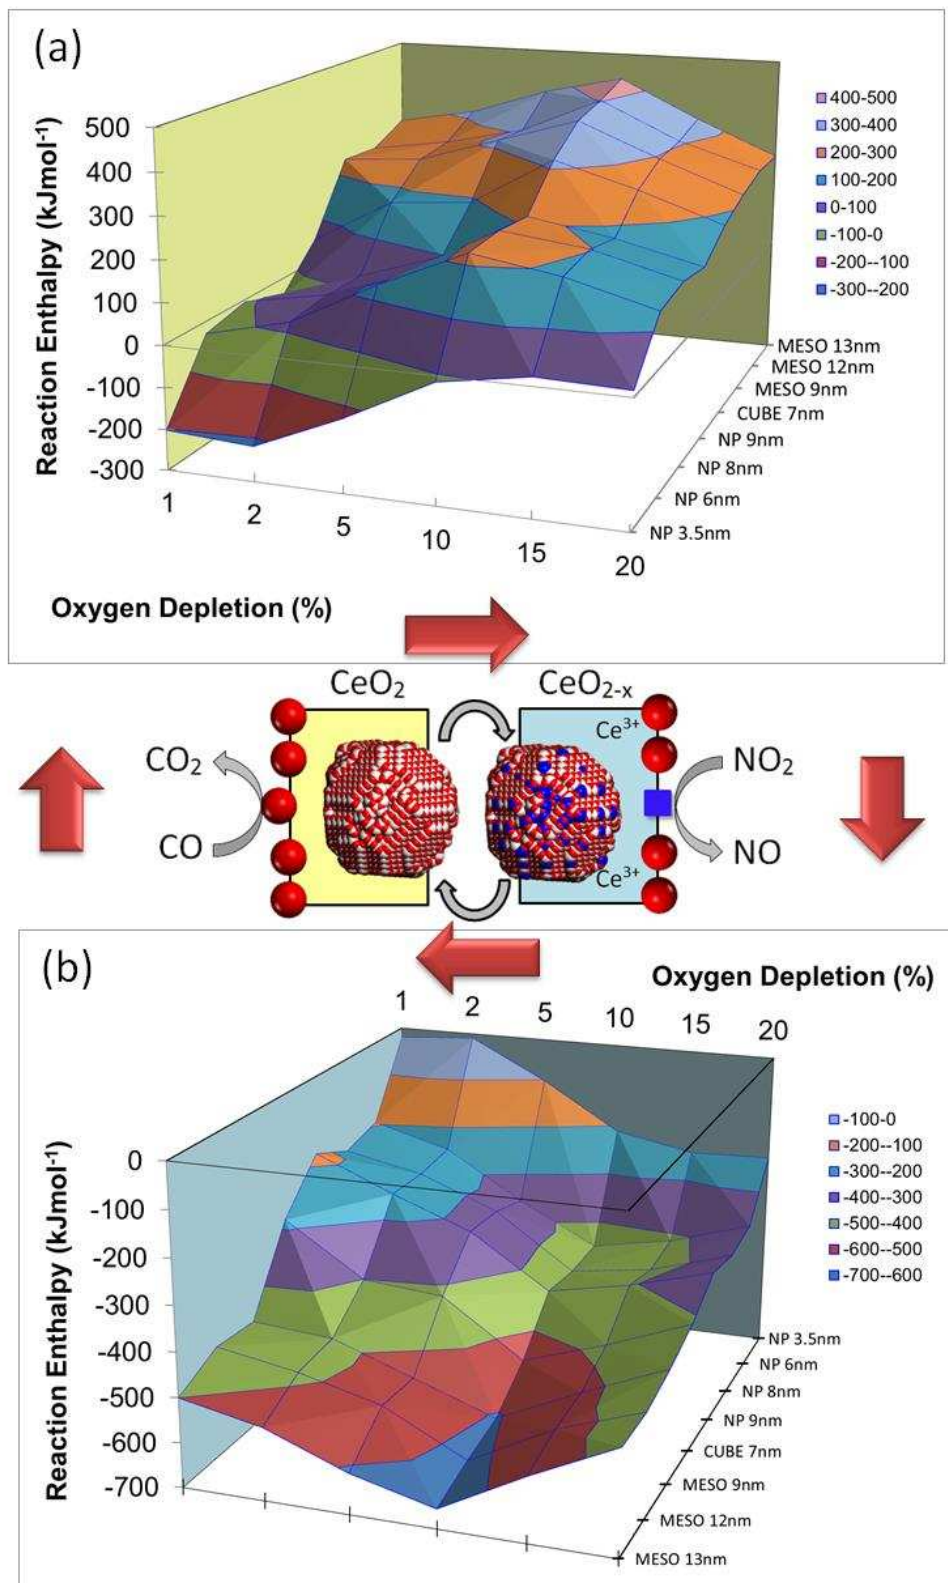 (a)
Reaction Enthalpy (kJmol⁻¹)
500
400
300
200
100
0
-100
-200
-300
1
2
5
10
15
20
400-500
300-400
200-300
100-200
0-100
-100-0
-200--100
-300--200
MESO 13nm
MESO 12nm
MESO 9nm
CUBE 7nm
NP 9nm
NP 8nm
NP 6nm
NP 3.5nm
Oxygen Depletion (%)
CeO₂
CeO₂₋ₓ
Ce³⁺
CO₂
CO
NO₂
NO
Ce³⁺
(b)
Oxygen Depletion (%)
1
2
5
10
15
20
Reaction Enthalpy (kJmol⁻¹)
0
-100
-200
-300
-400
-500
-600
-700
-100-0
-200--100
-300--200
-400--300
-500--400
-600--500
-700--600
NP 3.5nm
NP 6nm
NP 8nm
NP 9nm
CUBE 7nm
MESO 9nm
MESO 12nm
MESO 13nm